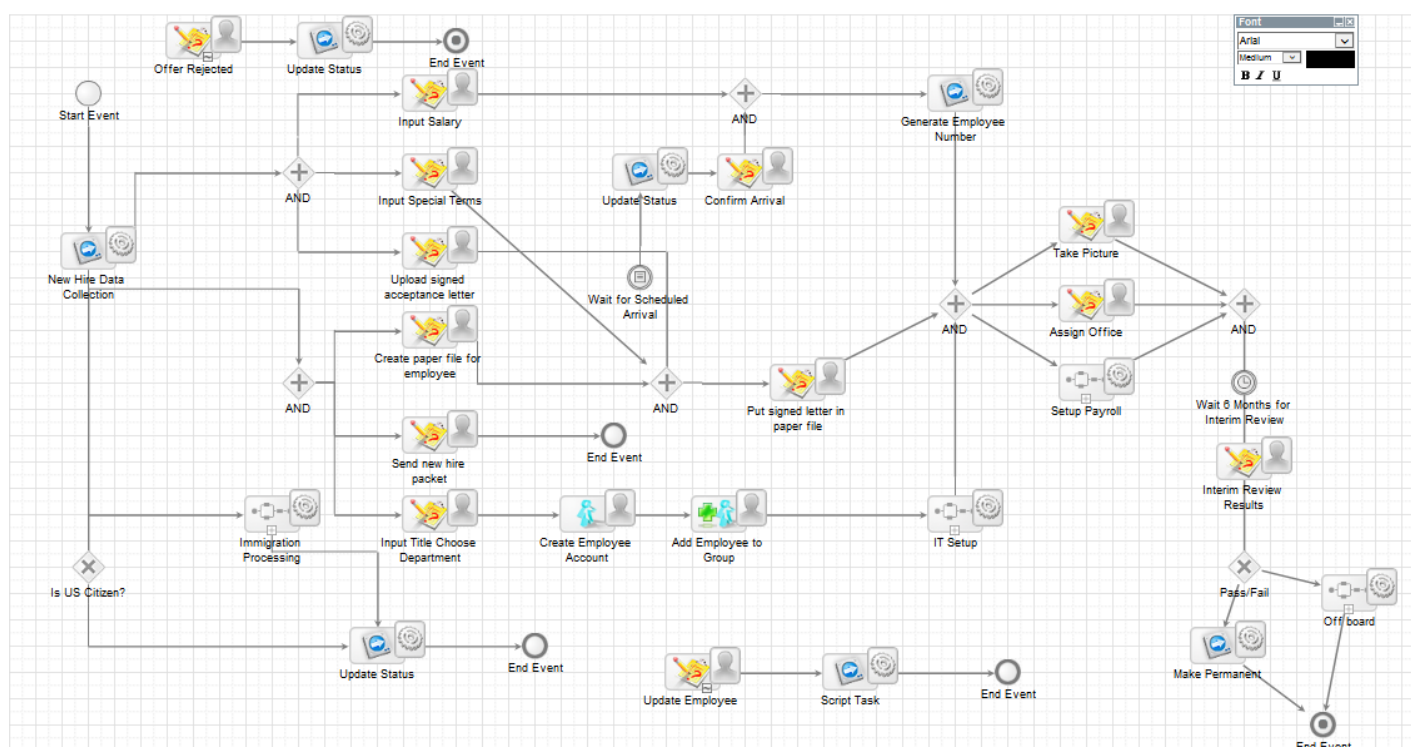 Font
Arial
Medium
B I U
Offer Rejected
Update Status
End Event
Start Event
Input Salary
AND
Generate Employee
Number
AND
Input Special Terms
Update Status
Confirm Arrival
New Hire Data
Collection
Upload signed
acceptance letter
Wait for Scheduled
Arrival
Take Picture
AND
Assign Office
AND
Create paper file for
employee
AND
AND
Put signed letter in
paper file
Setup Payroll
Wait 6 Months for
Interim Review
Send new hire
packet
End Event
Interim Review
Results
Immigration
Processing
Input Title Choose
Department
Create Employee
Account
Add Employee to
Group
IT Setup
Is US Citizen?
Pass/Fail
Off board
Update Status
End Event
Update Employee
Script Task
End Event
Make Permanent
End Event